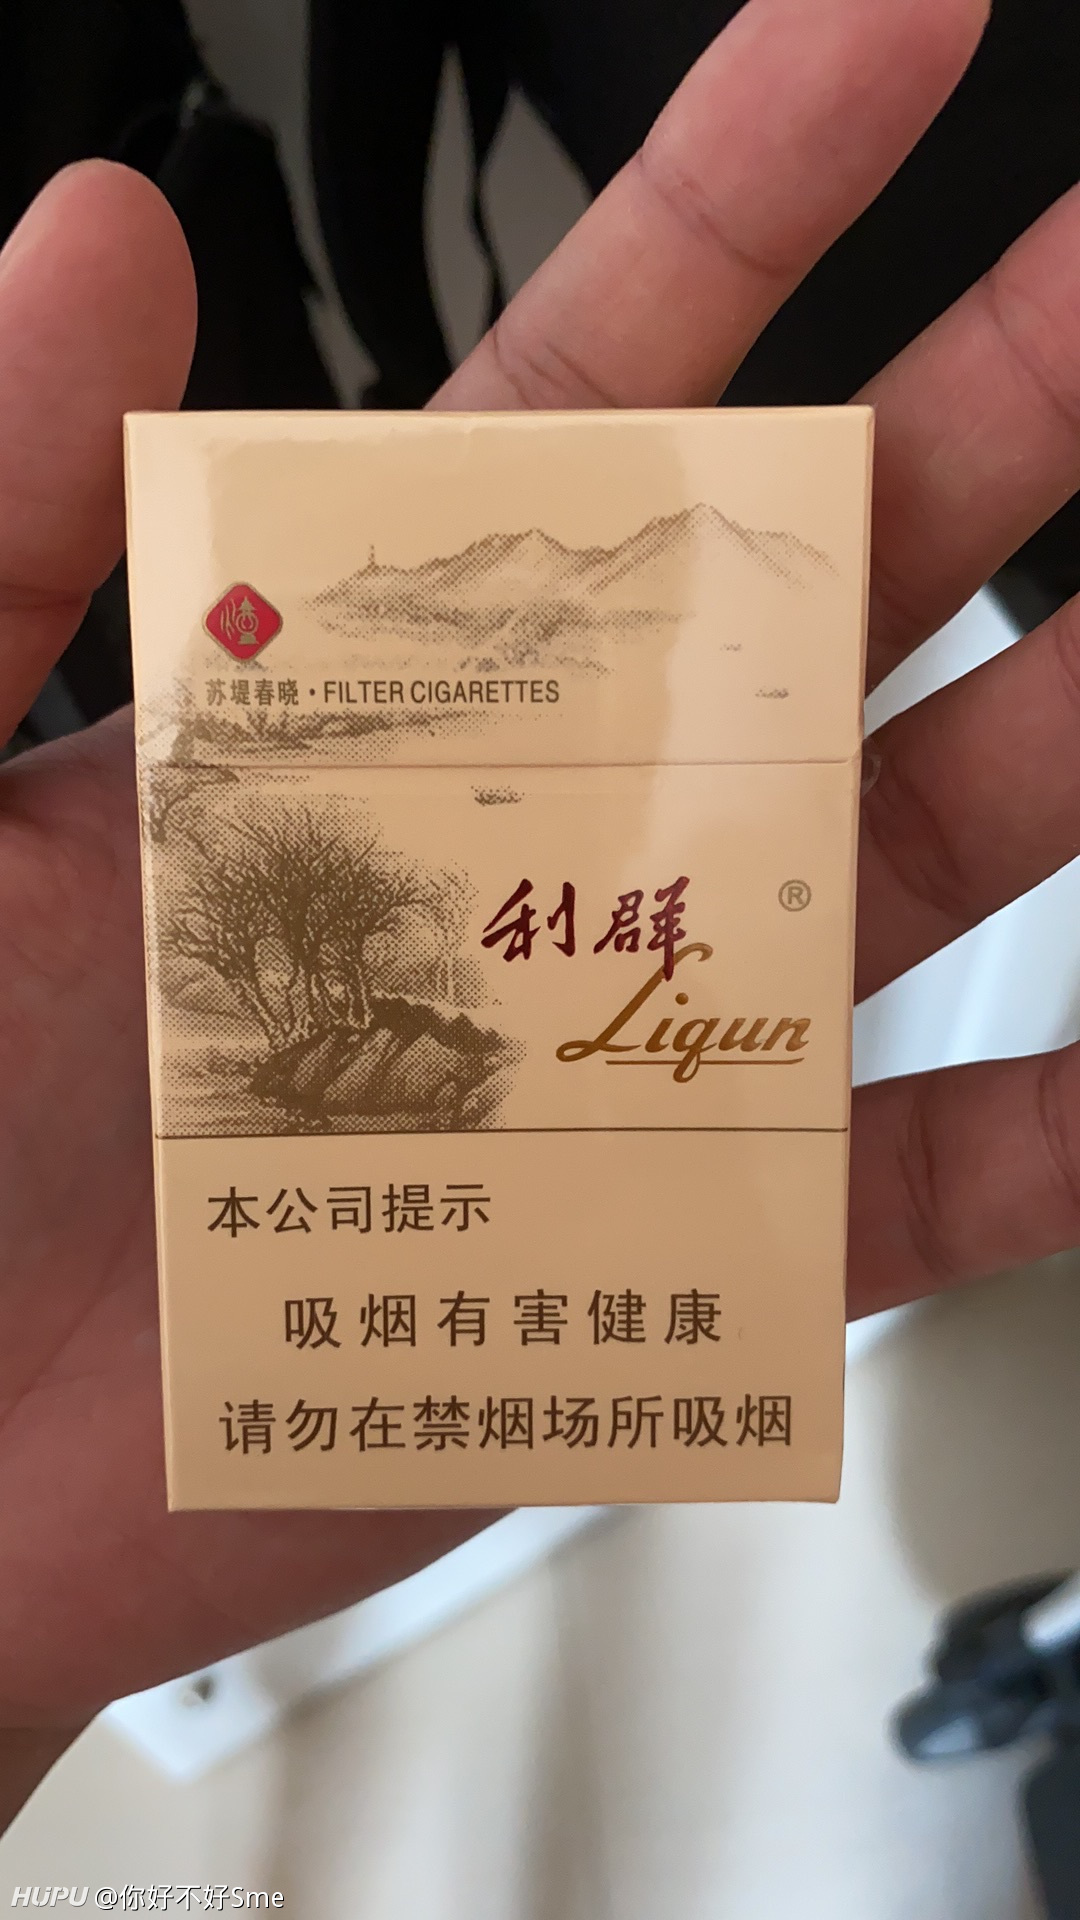 苏堤春晓·FILTER CIGARETTES
利群
®
Liqun
本公司提示
吸烟有害健康
请勿在禁烟场所吸烟
HUPU @你好不好Sme